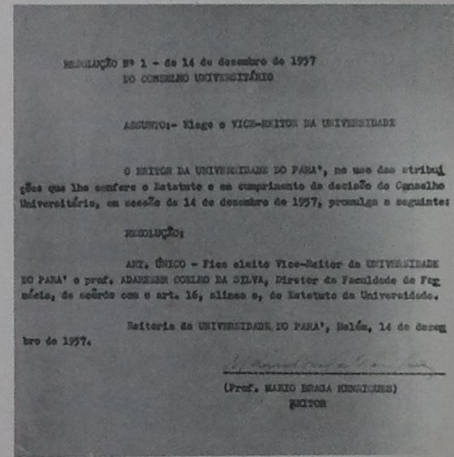 RESOLUÇÃO Nº 1 - de 14 de dezembro de 1957
DO CONSELHO UNIVERSITÁRIO
ASSUNTO:- Elege o VICE-REITOR DA UNIVERSIDADE
O REITOR DA UNIVERSIDADE DO PARA', no uso das atribui
ções que lhe confere o Estatuto e em cumprimento da decisão do Conselho
Universitário, em sessão de 14 de dezembro de 1957, promulga a seguinte:
RESOLUÇÃO:
ART. ÚNICO - Fica eleito Vice-Reitor da UNIVERSIDADE
DO PARA' o prof. COELHO DA SILVA, Diretor da Faculdade de Far
mácia, de acôrdo com o art. 16, alinea do Estatuto da Universidade.
Reitoria da UNIVERSIDADE DO PARA', Belém, 14 de dezem
bro de 1957.
(Prof. MARIO BRAGA HENRIQUES)
REITOR